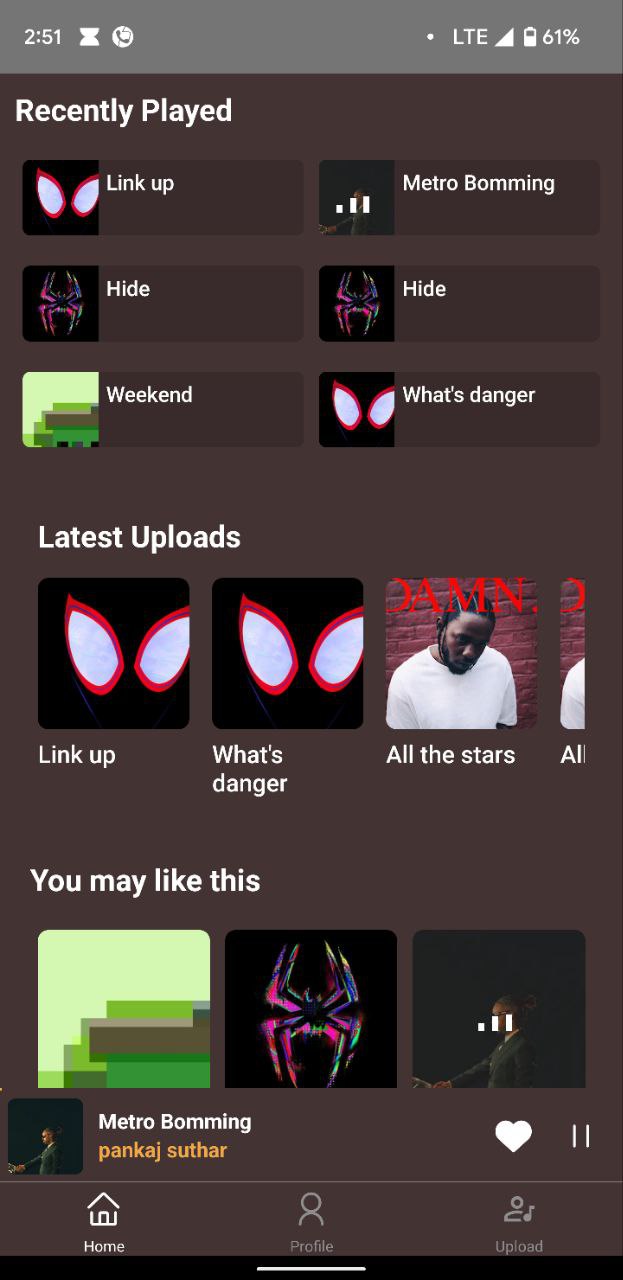 2:51
LTE 61%
Recently Played
Link up
Metro Bomming
Hide
Hide
Weekend
What's danger
Latest Uploads
DAMN.
D
Link up
What's
danger
All the stars
All
You may like this
Metro Bomming
pankaj suthar
Home
Profile
Upload